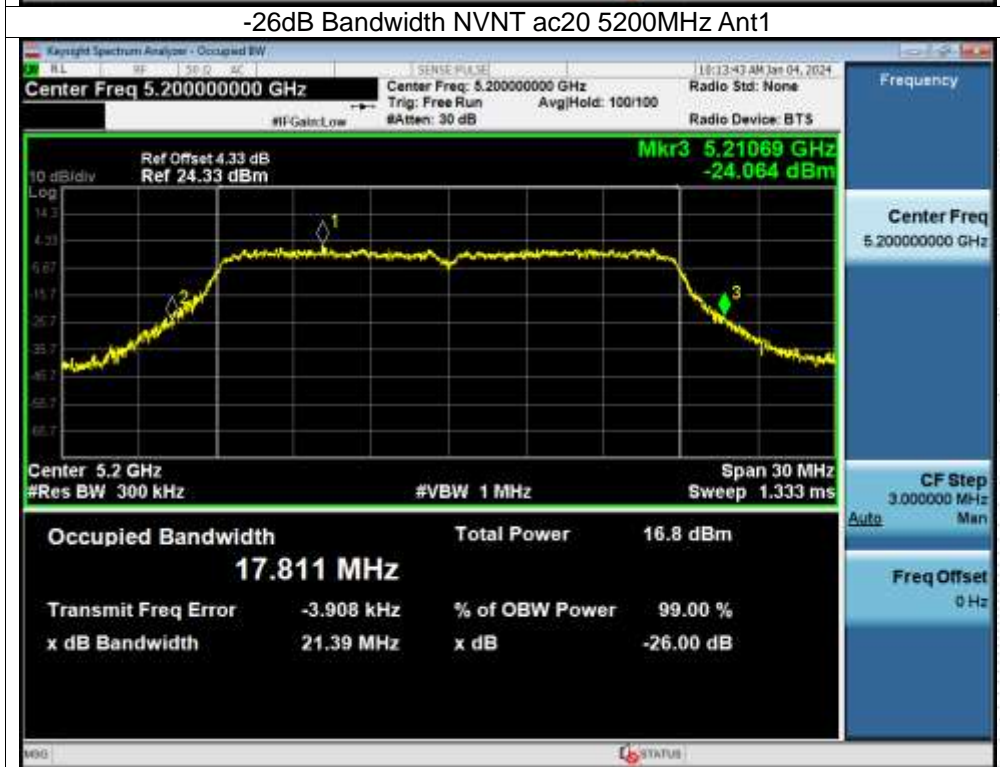 -26dB Bandwidth NVNT ac20 5200MHz Ant1
Keysight Spectrum Analyzer - Occupied BW
RL RF 50 Ω AC SENSE:PULSE 10:13:43 AM Jan 04, 2024
Center Freq 5.200000000 GHz
Center Freq: 5.200000000 GHz
Radio Std: None
Trig: Free Run Avg|Hold: 100/100
#IFGain:Low #Atten: 30 dB Radio Device: BTS
Frequency
Ref Offset 4.33 dB
10 dB/div Ref 24.33 dBm
Mkr3 5.21069 GHz
-24.064 dBm
Log
14.3
4.33
-5.67
-15.7
-25.7
-35.7
-45.7
-55.7
-65.7
1
2
3
Center Freq
5.200000000 GHz
Center 5.2 GHz Span 30 MHz
#Res BW 300 kHz #VBW 1 MHz Sweep 1.333 ms
CF Step
3.000000 MHz
Auto Man
Occupied Bandwidth Total Power 16.8 dBm
17.811 MHz
Transmit Freq Error -3.908 kHz % of OBW Power 99.00 %
x dB Bandwidth 21.39 MHz x dB -26.00 dB
Freq Offset
0 Hz
MSG STATUS